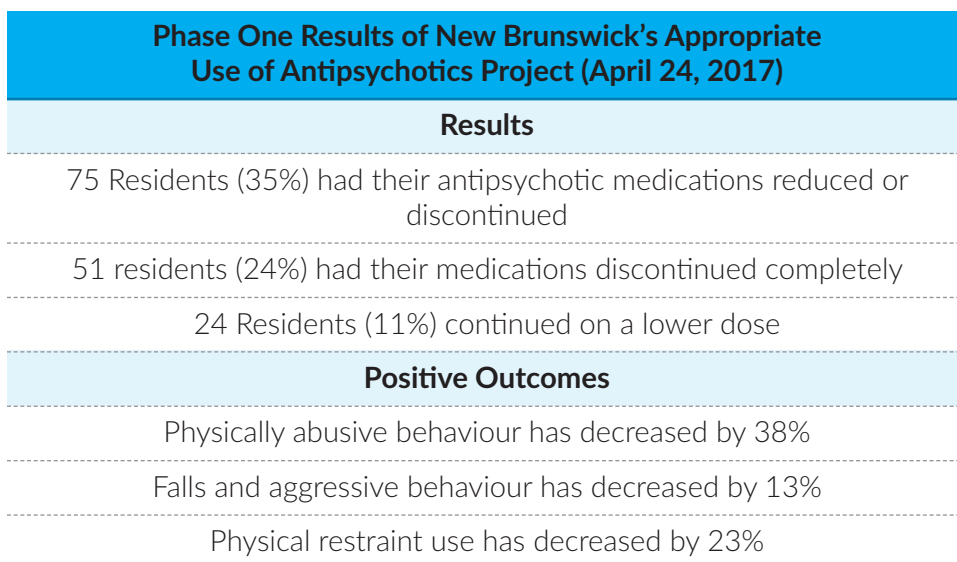 Phase One Results of New Brunswick's Appropriate
Use of Antipsychotics Project (April 24, 2017)
Results
75 Residents (35%) had their antipsychotic medications reduced or
discontinued
51 residents (24%) had their medications discontinued completely
24 Residents (11%) continued on a lower dose
Positive Outcomes
Physically abusive behaviour has decreased by 38%
Falls and aggressive behaviour has decreased by 13%
Physical restraint use has decreased by 23%